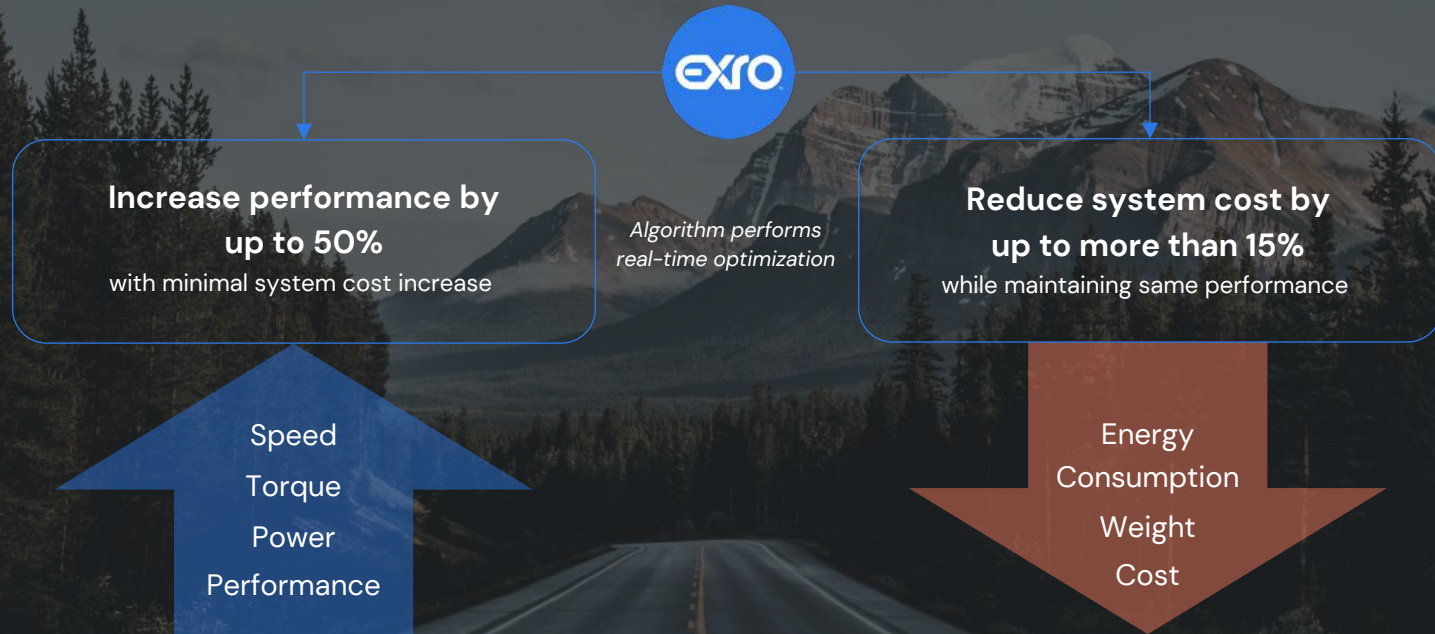 exro
Increase performance by
up to 50%
with minimal system cost increase
Algorithm performs
real-time optimization
Reduce system cost by
up to more than 15%
while maintaining same performance
Speed
Torque
Power
Performance
Energy
Consumption
Weight
Cost